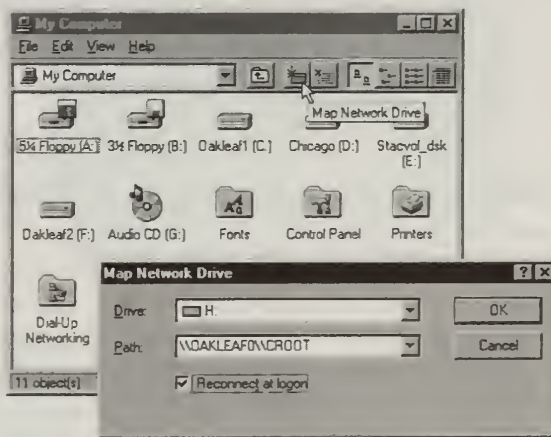 My Computer
File Edit View Help
My Computer
Map Network Drive
5¼ Floppy (A:) 3½ Floppy (B:) Oakleaf1 (C:) Chicago (D:) Stacvol_dsk (E:)
Oakleaf2 (F:) Audio CD (G:) Fonts Control Panel Printers
Dial-Up Networking
11 object(s)
Map Network Drive
Drive: H:
OK
Path: \\OAKLEAF0\\CROOT
Cancel
Reconnect at logon